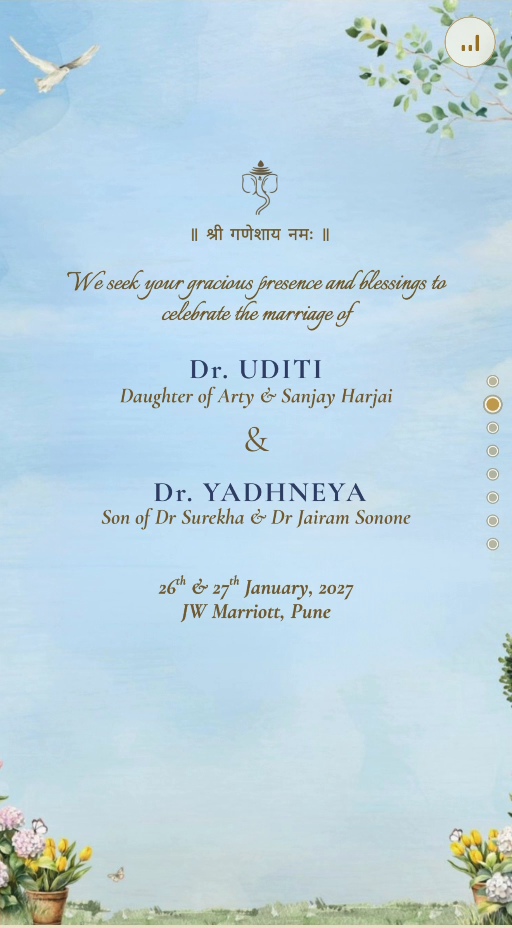 ॥ श्री गणेशाय नमः ॥
We seek your gracious presence and blessings to
celebrate the marriage of
Dr. UDITI
Daughter of Arty & Sanjay Harjai
&
Dr. YADHNEYA
Son of Dr Surekha & Dr Jairam Sonone
26th & 27th January, 2027
JW Marriott, Pune